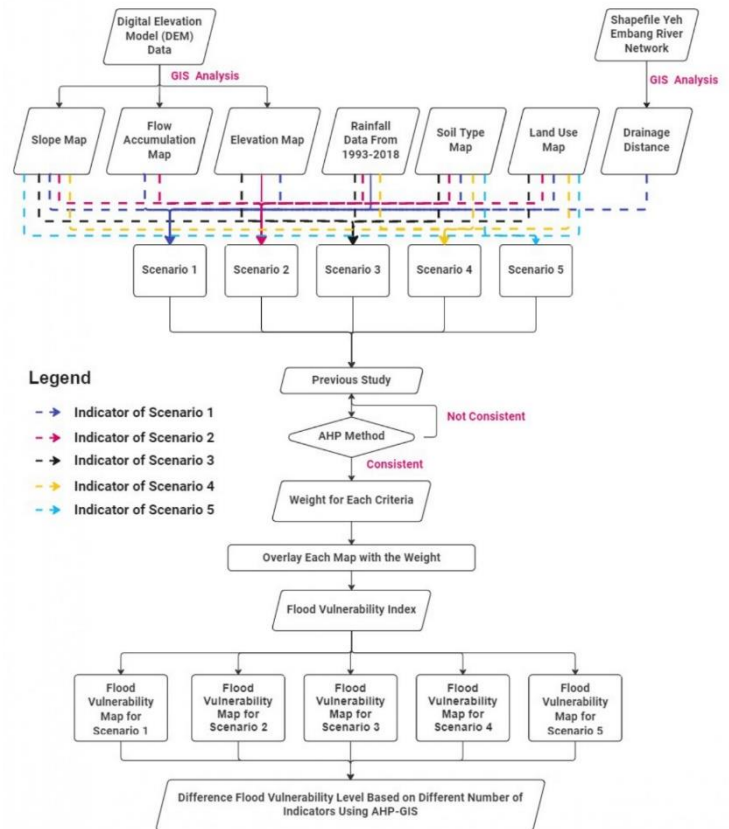 Digital Elevation
Model (DEM)
Data
Shapefile Yeh
Embang River
Network
GIS Analysis
GIS Analysis
Slope Map
Flow
Accumulation
Map
Elevation Map
Rainfall
Data From
1993-2018
Soil Type
Map
Land Use
Map
Drainage
Distance
Scenario 1
Scenario 2
Scenario 3
Scenario 4
Scenario 5
Previous Study
Legend
Indicator of Scenario 1
Indicator of Scenario 2
Indicator of Scenario 3
Indicator of Scenario 4
Indicator of Scenario 5
Not Consistent
AHP Method
Consistent
Weight for Each Criteria
Overlay Each Map with the Weight
Flood Vulnerability Index
Flood
Vulnerability
Map for
Scenario 1
Flood
Vulnerability
Map for
Scenario 2
Flood
Vulnerability
Map for
Scenario 3
Flood
Vulnerability
Map for
Scenario 4
Flood
Vulnerability
Map for
Scenario 5
Difference Flood Vulnerability Level Based on Different Number of
Indicators Using AHP-GIS